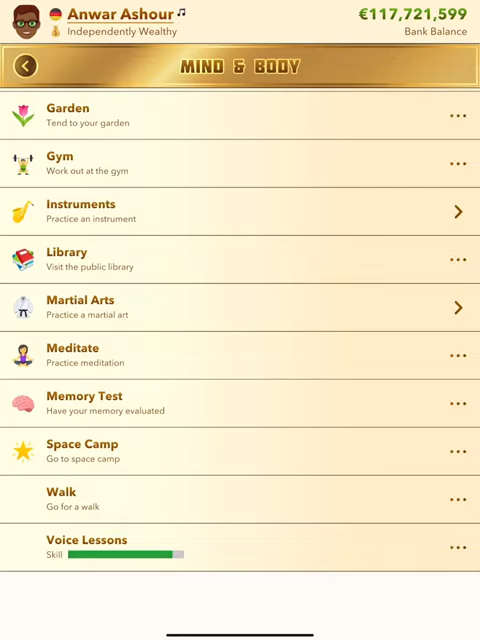 Anwar Ashour
€117,721,599
Independently Wealthy
Bank Balance
MIND & BODY
Garden
Tend to your garden
Gym
Work out at the gym
Instruments
Practice an instrument
Library
Visit the public library
Martial Arts
Practice a martial art
Meditate
Practice meditation
Memory Test
Have your memory evaluated
Space Camp
Go to space camp
Walk
Go for a walk
Voice Lessons
Skill